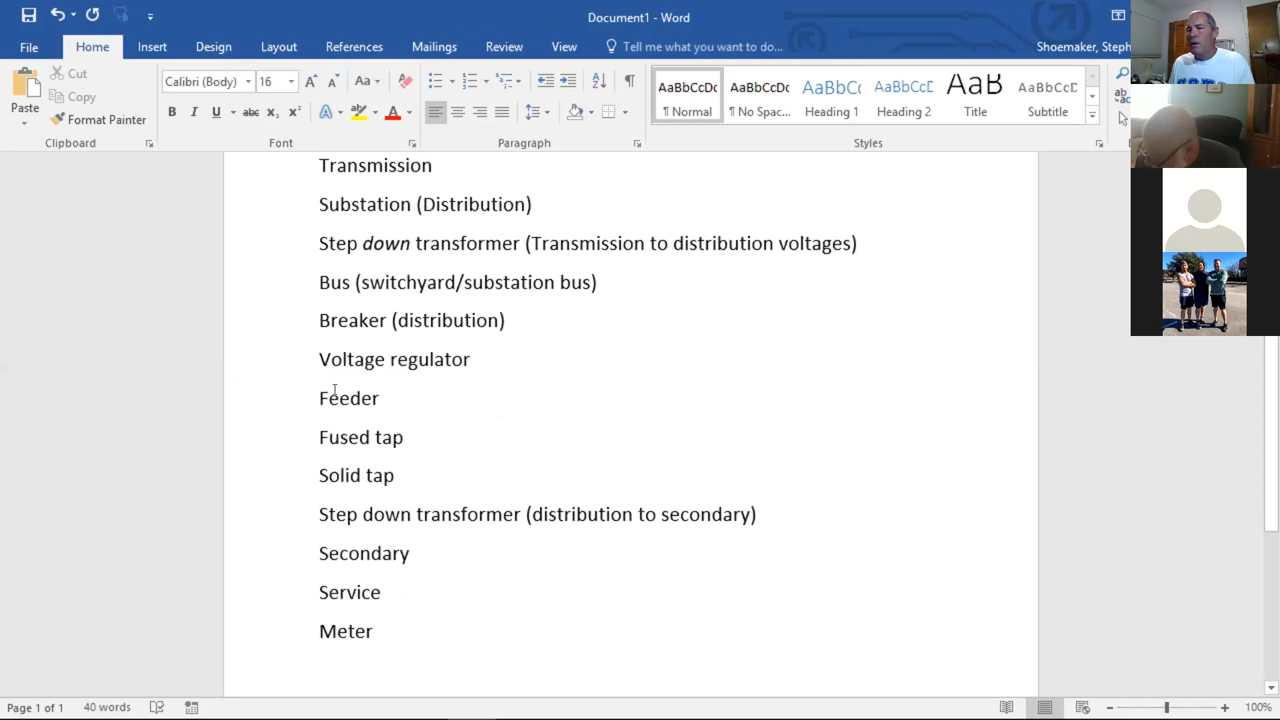 Document1 - Word
File Home Insert Design Layout References Mailings Review View Tell me what you want to do... Shoemaker, Steph
Paste
Cut
Copy
Format Painter
Clipboard
Calibri (Body) 16
Font
Paragraph
AaBbCcDc AaBbCcDc AaBbCc AaBbCcD AaB AaBbCcD
¶ Normal ¶ No Spac... Heading 1 Heading 2 Title Subtitle
Styles
Transmission
Substation (Distribution)
Step down transformer (Transmission to distribution voltages)
Bus (switchyard/substation bus)
Breaker (distribution)
Voltage regulator
Feeder
Fused tap
Solid tap
Step down transformer (distribution to secondary)
Secondary
Service
Meter
Page 1 of 1 40 words 100%